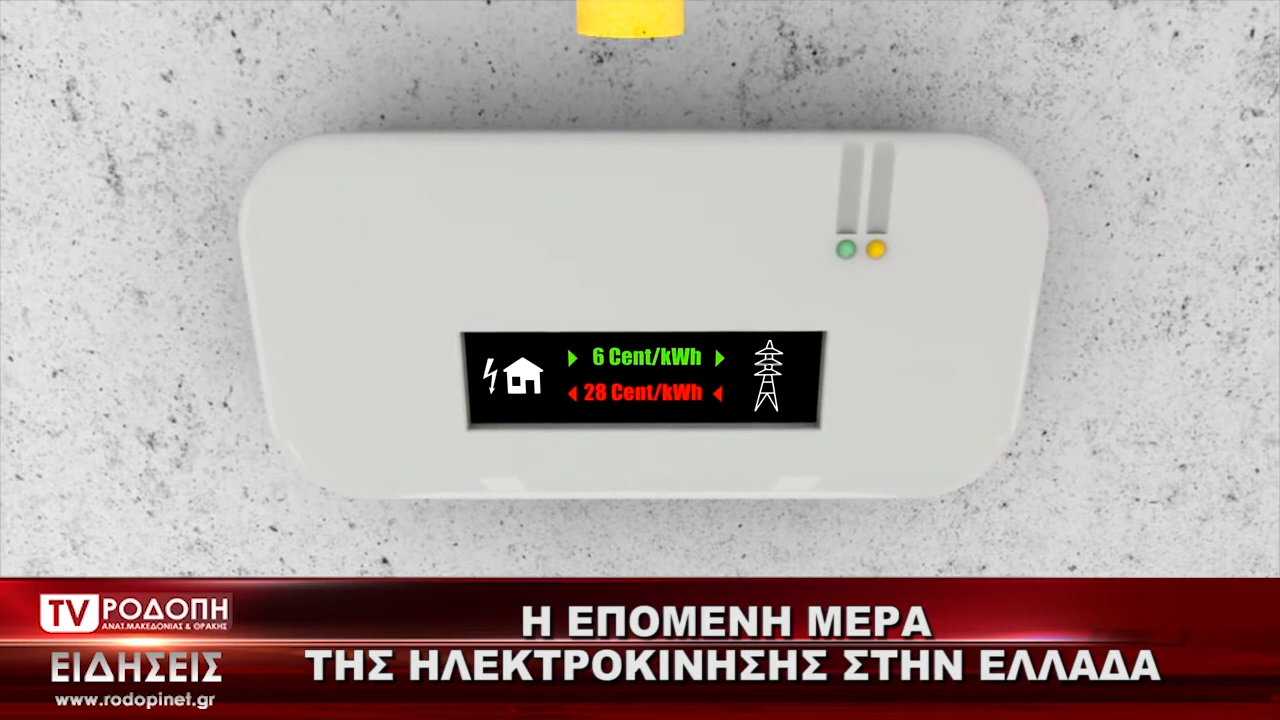 6 Cent/kWh
28 Cent/kWh
TV ΡΟΔΟΠΗ
ΑΝΑΤ.ΜΑΚΕΔΟΝΙΑΣ & ΘΡΑΚΗΣ
ΕΙΔΗΣΕΙΣ
www.rodopinet.gr
Η ΕΠΟΜΕΝΗ ΜΕΡΑ
ΤΗΣ ΗΛΕΚΤΡΟΚΙΝΗΣΗΣ ΣΤΗΝ ΕΛΛΑΔΑ